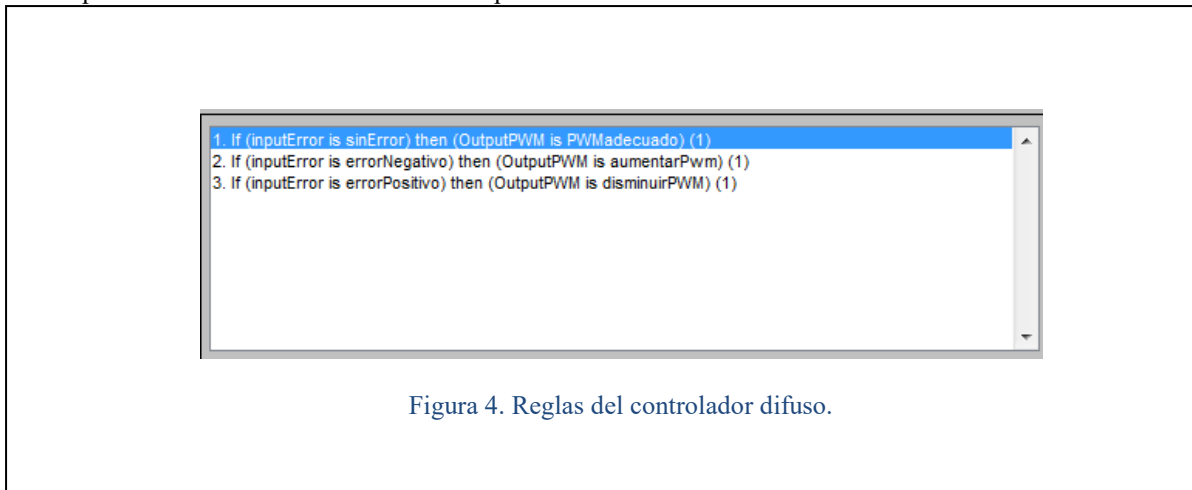 1. If (inputError is sinError) then (OutputPWM is PWMadecuado) (1)
2. If (inputError is errorNegativo) then (OutputPWM is aumentarPwm) (1)
3. If (inputError is errorPositivo) then (OutputPWM is disminuirPWM) (1)
Figura 4. Reglas del controlador difuso.